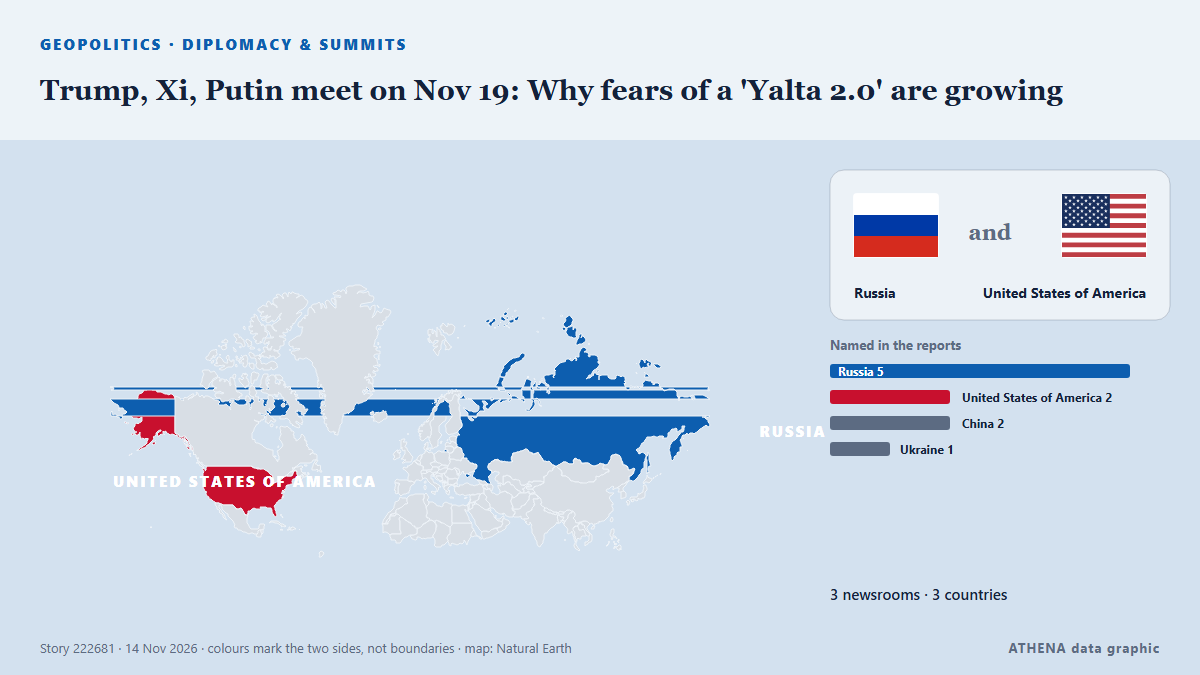 GEOPOLITICS · DIPLOMACY & SUMMITS
Trump, Xi, Putin meet on Nov 19: Why fears of a 'Yalta 2.0' are growing
and
Russia
United States of America
Named in the reports
Russia 5
United States of America 2
China 2
Ukraine 1
RUSSIA
UNITED STATES OF AMERICA
3 newsrooms · 3 countries
Story 222681 · 14 Nov 2026 · colours mark the two sides, not boundaries · map: Natural Earth
ATHENA data graphic